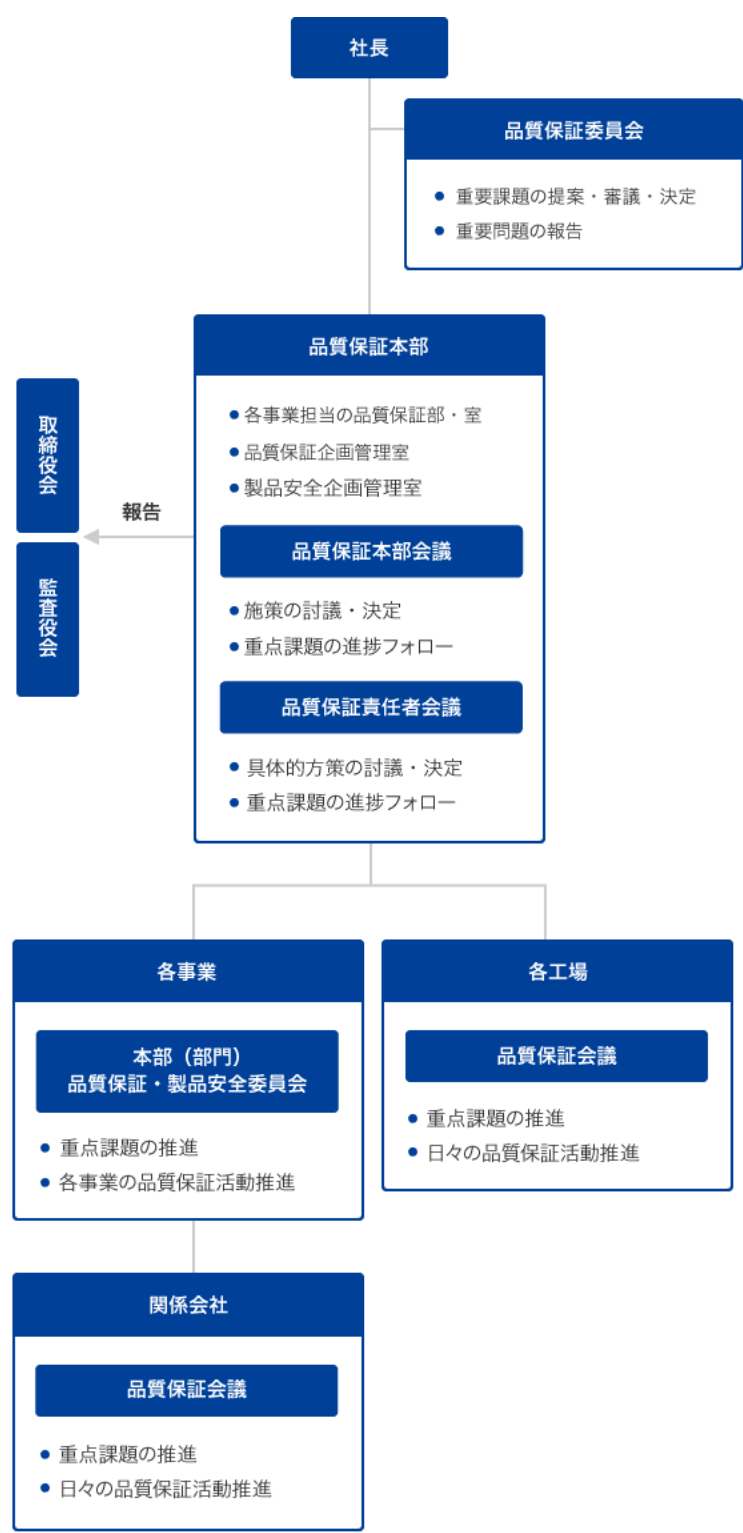 社長
品質保証委員会
● 重要課題の提案・審議・決定
● 重要問題の報告
品質保証本部
● 各事業担当の品質保証部・室
● 品質保証企画管理室
● 製品安全企画管理室
品質保証本部会議
● 施策の討議・決定
● 重点課題の進捗フォロー
品質保証責任者会議
● 具体的方策の討議・決定
● 重点課題の進捗フォロー
報告
取締役会
監査役会
各事業
本部（部門）
品質保証・製品安全委員会
● 重点課題の推進
● 各事業の品質保証活動推進
各工場
品質保証会議
● 重点課題の推進
● 日々の品質保証活動推進
関係会社
品質保証会議
● 重点課題の推進
● 日々の品質保証活動推進